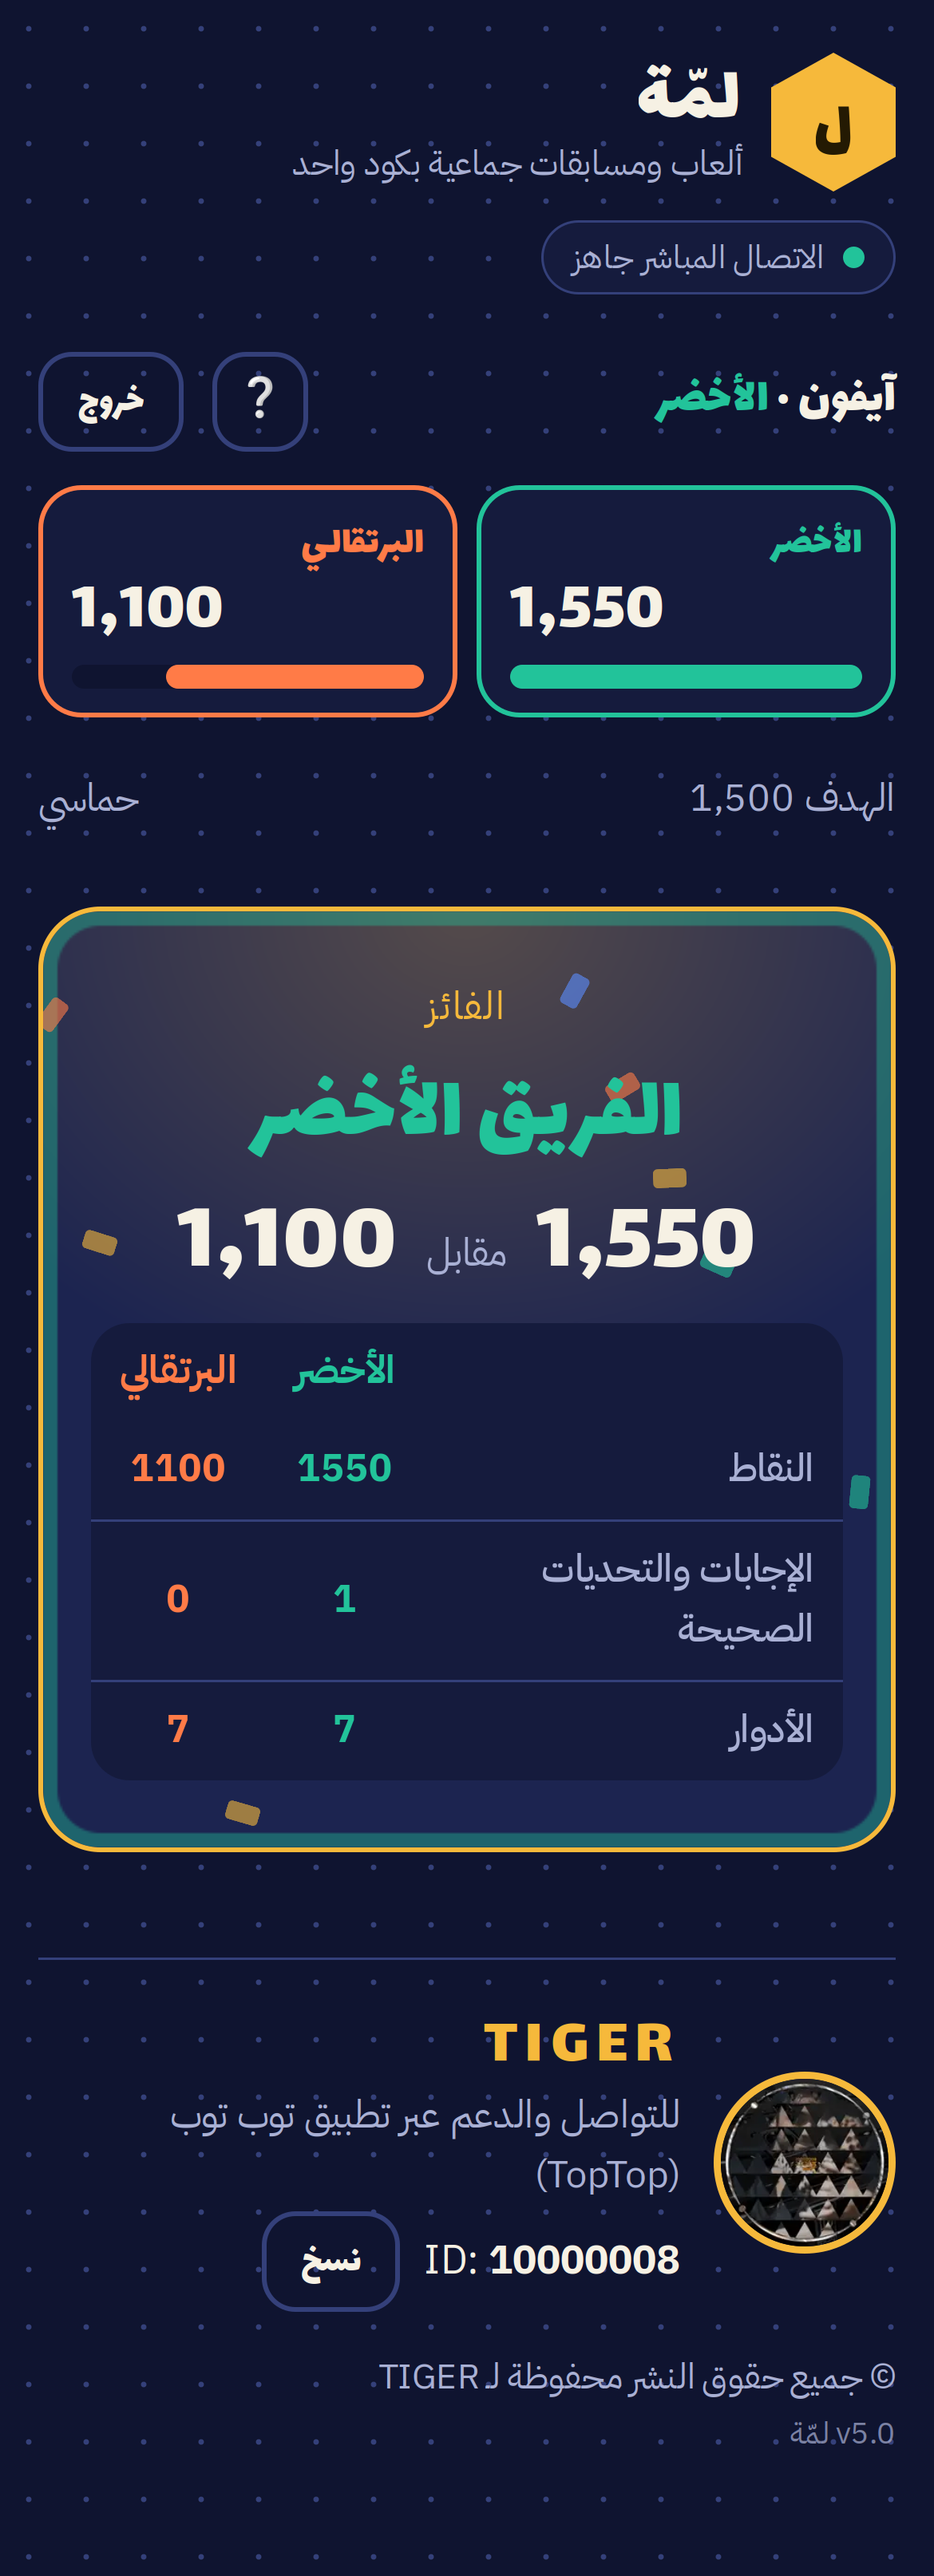 ل
لمّة
ألعاب ومسابقات جماعية بكود واحد
الاتصال المباشر جاهز
آيفون • الأخضر
?
خروج
الأخضر
1,550
البرتقالي
1,100
الهدف 1,500
حماسي
الفائز
الفريق الأخضر
1,550 مقابل 1,100
الأخضر البرتقالي
النقاط 1550 1100
الإجابات والتحديات
الصحيحة
1 0
الأدوار 7 7
TIGER
للتواصل والدعم عبر تطبيق توب توب
(TopTop)
ID: 10000008
نسخ
© جميع حقوق النشر محفوظة لـ TIGER
لمّة v5.0